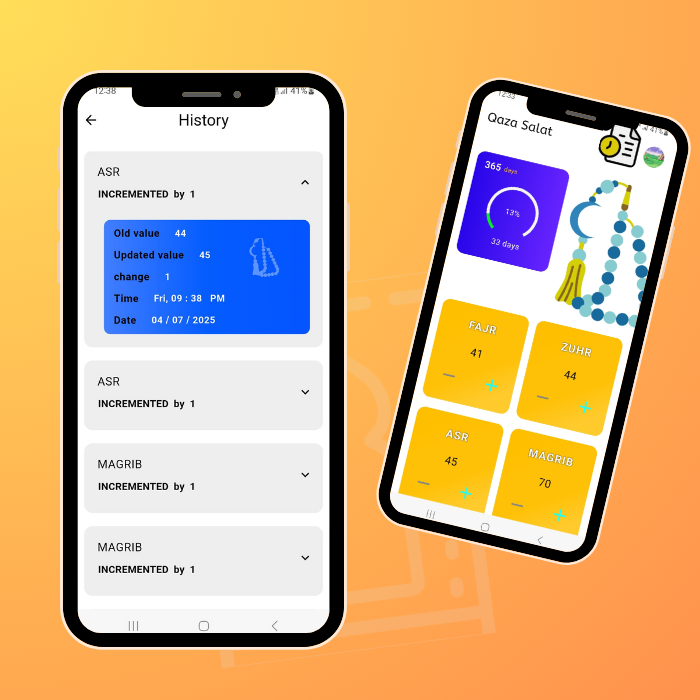 12:38
41%
History
ASR
INCREMENTED by 1
Old value 44
Updated value 45
change 1
Time Fri, 09 : 38 PM
Date 04 / 07 / 2025
ASR
INCREMENTED by 1
MAGRIB
INCREMENTED by 1
MAGRIB
INCREMENTED by 1
12:33
41%
Qaza Salat
365 days
13%
33 days
FAJR
41
ZUHR
44
ASR
45
MAGRIB
70